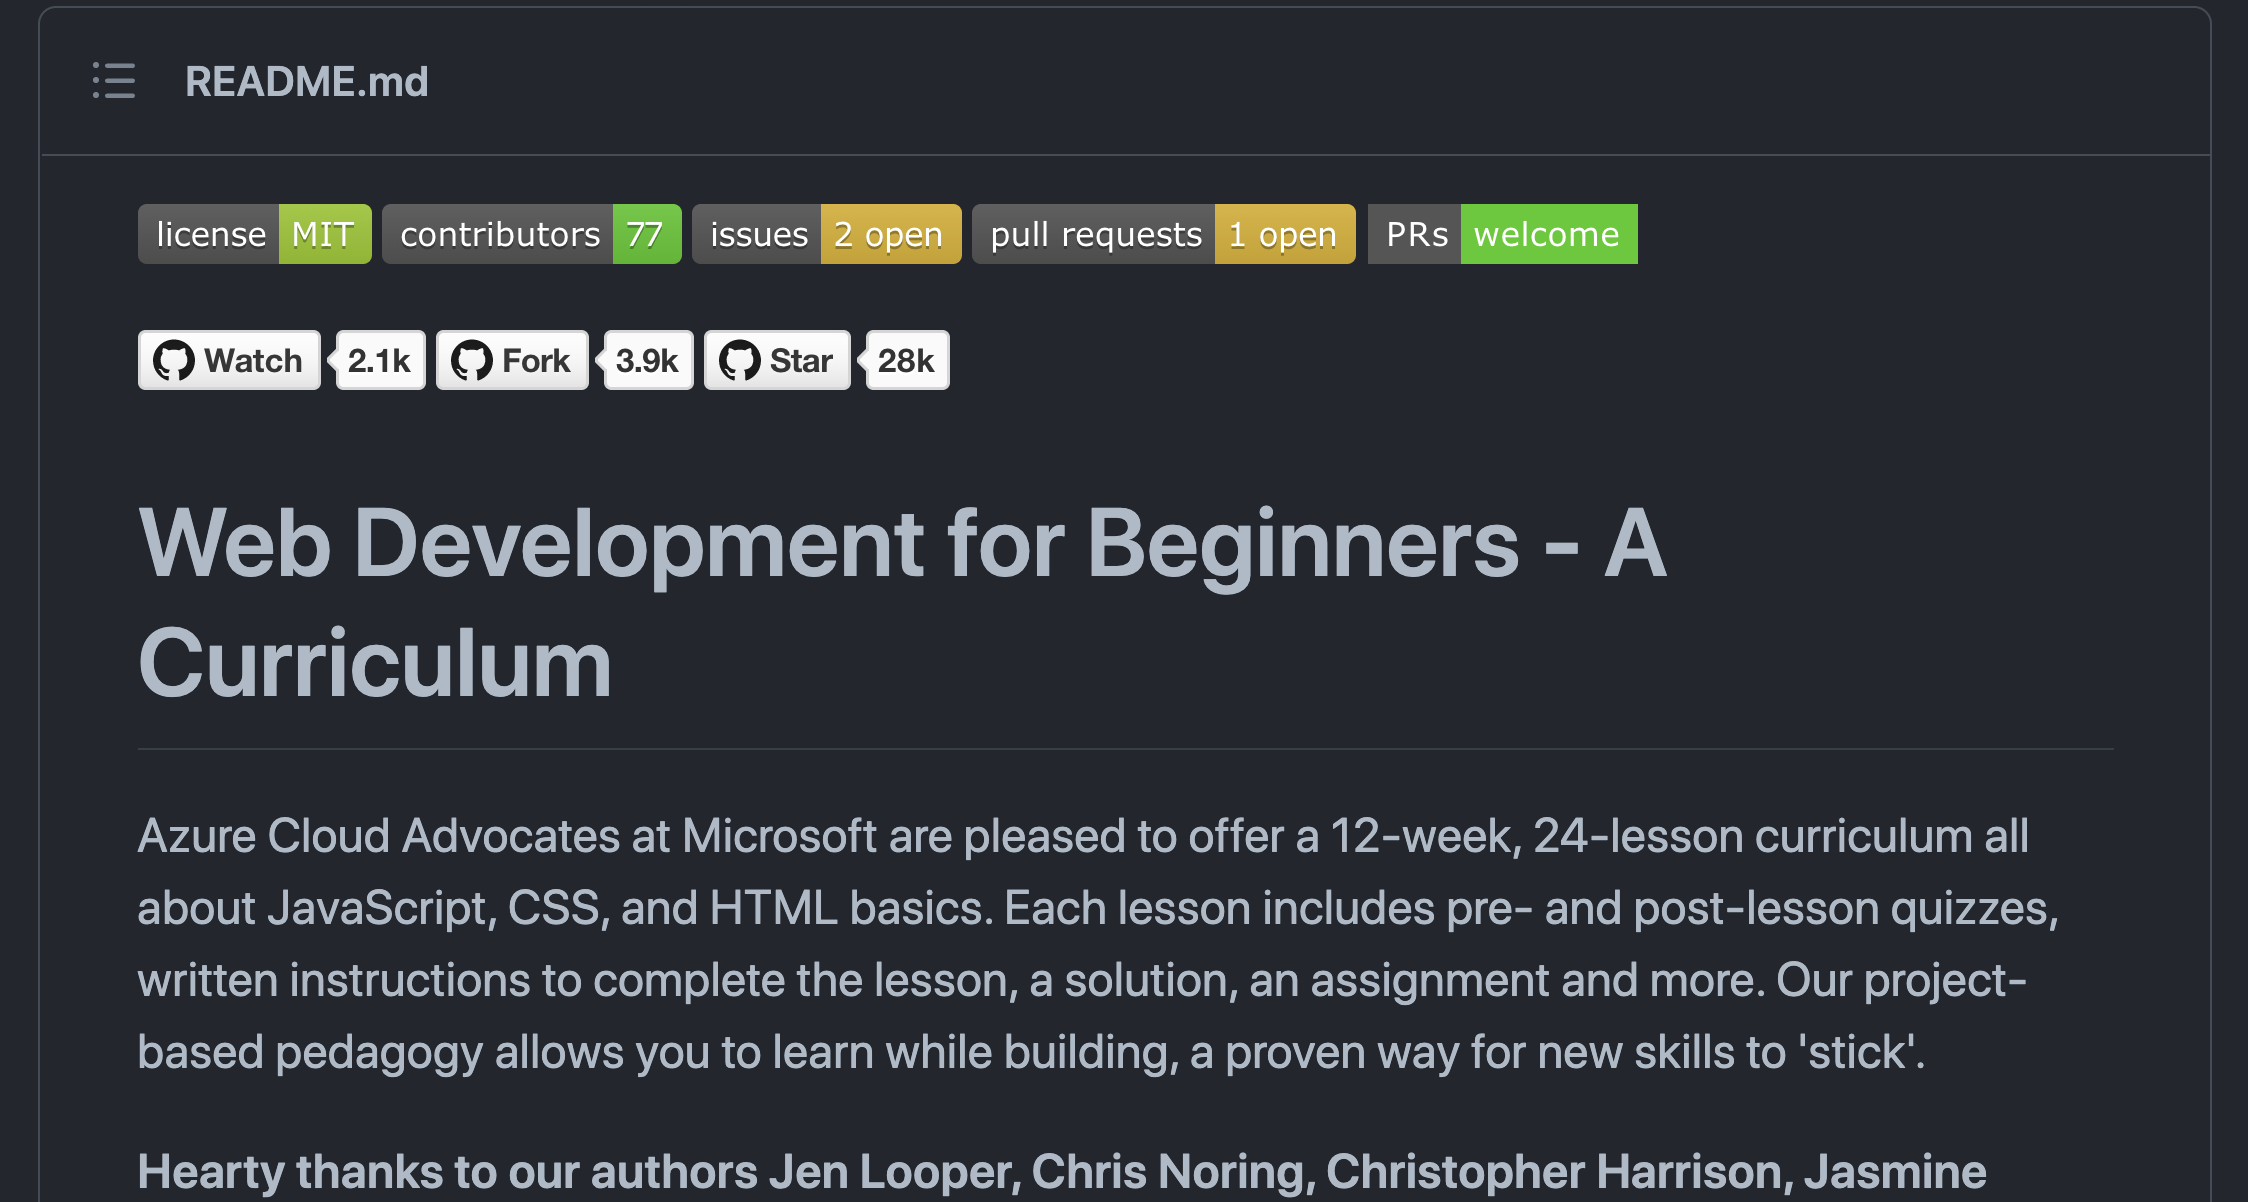 README.md
license MIT contributors 77 issues 2 open pull requests 1 open PRs welcome
Watch 2.1k Fork 3.9k Star 28k
Web Development for Beginners - A
Curriculum
Azure Cloud Advocates at Microsoft are pleased to offer a 12-week, 24-lesson curriculum all
about JavaScript, CSS, and HTML basics. Each lesson includes pre- and post-lesson quizzes,
written instructions to complete the lesson, a solution, an assignment and more. Our project-
based pedagogy allows you to learn while building, a proven way for new skills to 'stick'.
Hearty thanks to our authors Jen Looper, Chris Noring, Christopher Harrison, Jasmine